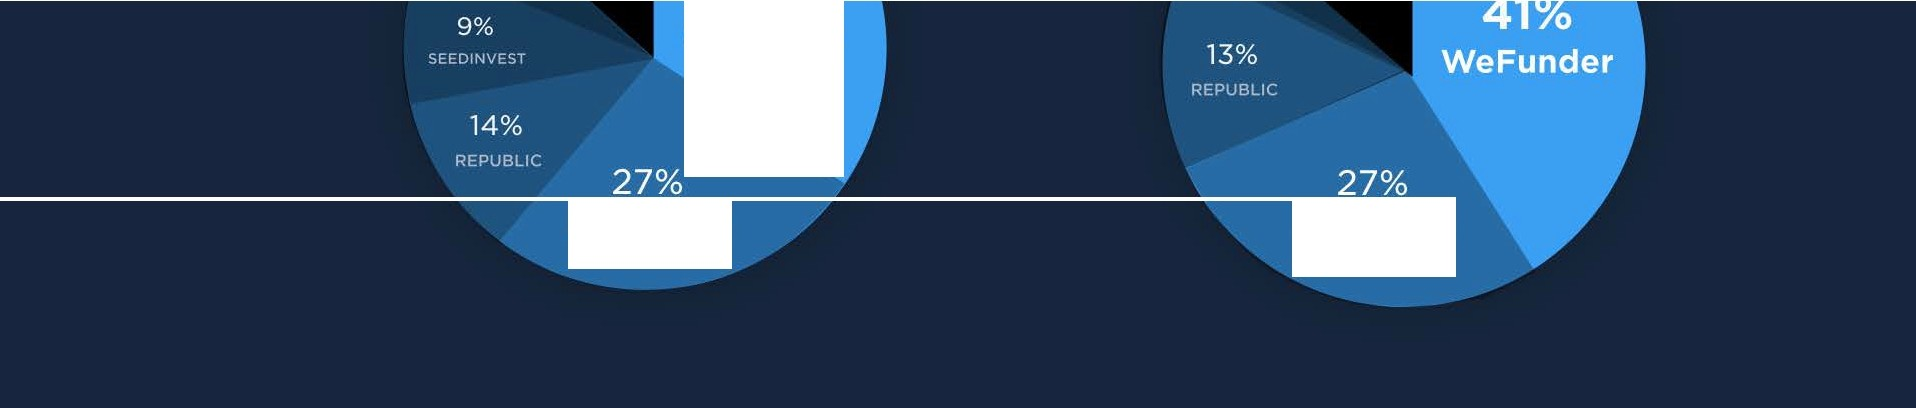 9%
SEEDINVEST
14%
REPUBLIC
27%
41%
WeFunder
13%
REPUBLIC
27%